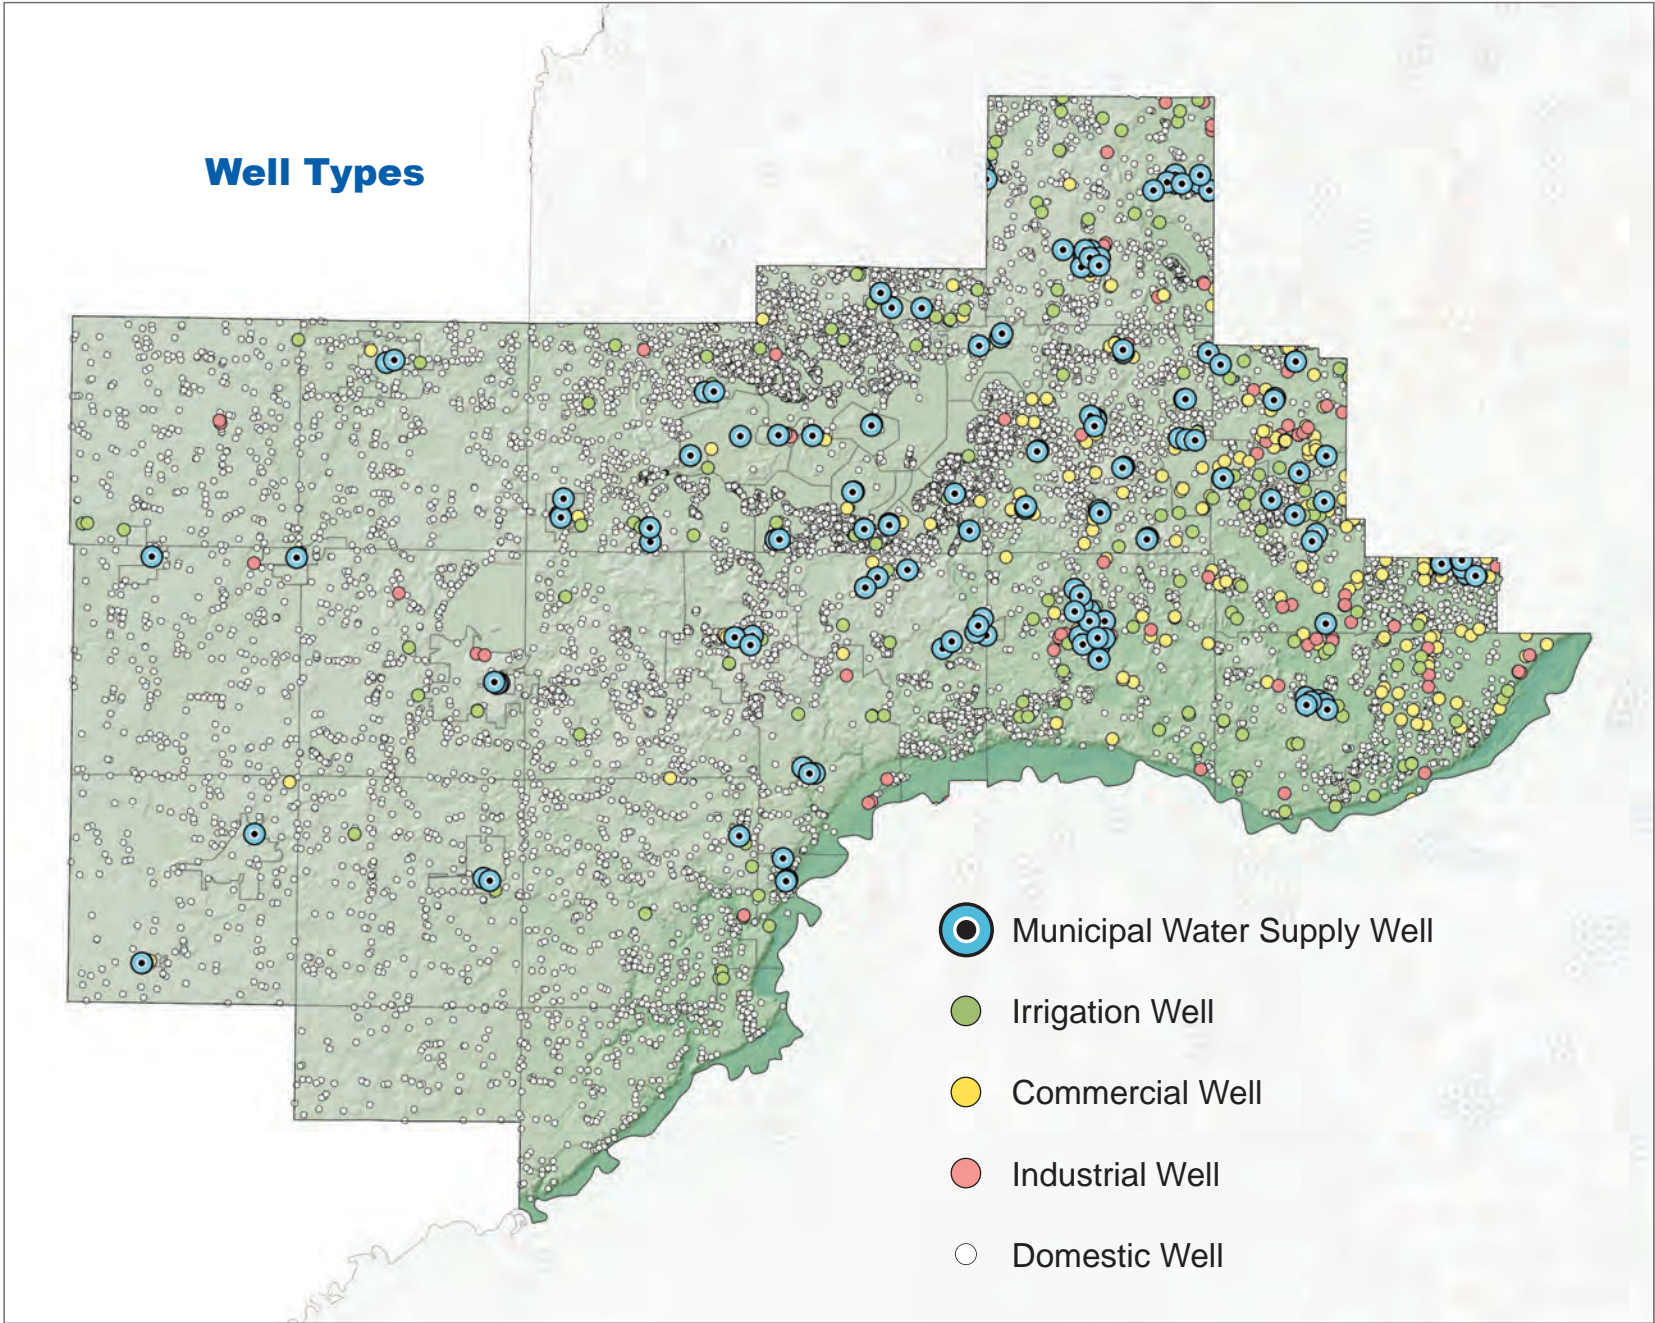 Well Types
Municipal Water Supply Well
Irrigation Well
Commercial Well
Industrial Well
Domestic Well